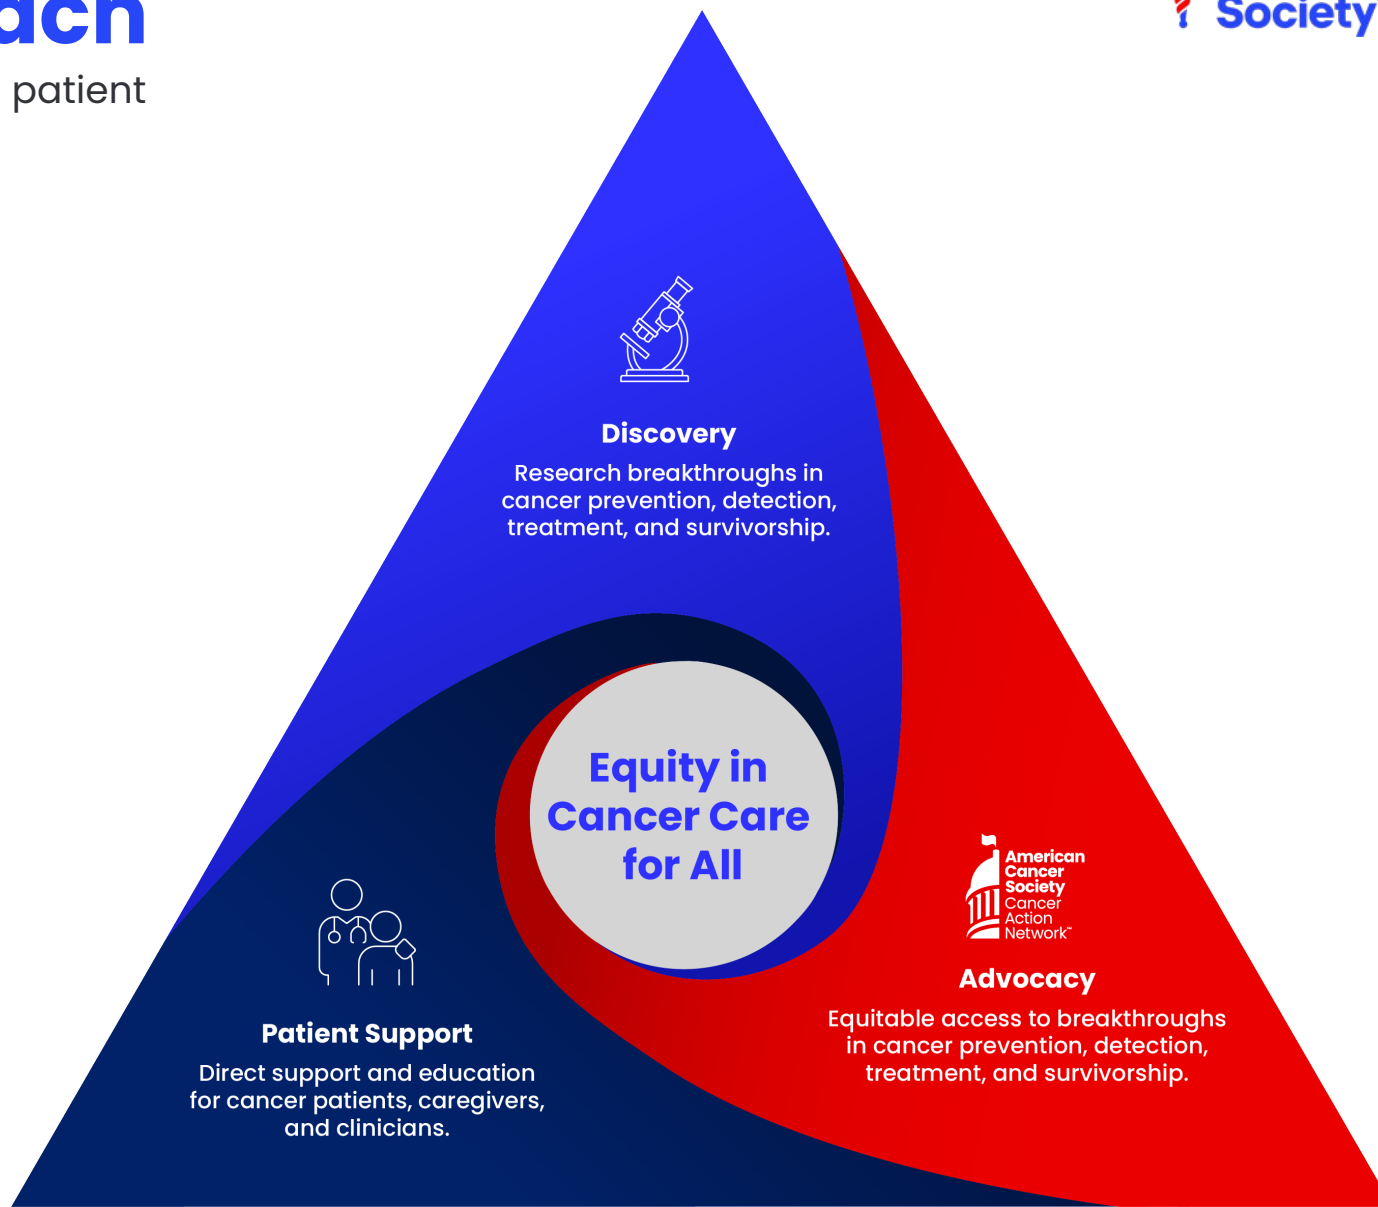 patient
Society
Discovery
Research breakthroughs in
cancer prevention, detection,
treatment, and survivorship.
Equity in
Cancer Care
for All
American
Cancer
Society
Cancer
Action
Network™
Advocacy
Equitable access to breakthroughs
in cancer prevention, detection,
treatment, and survivorship.
Patient Support
Direct support and education
for cancer patients, caregivers,
and clinicians.